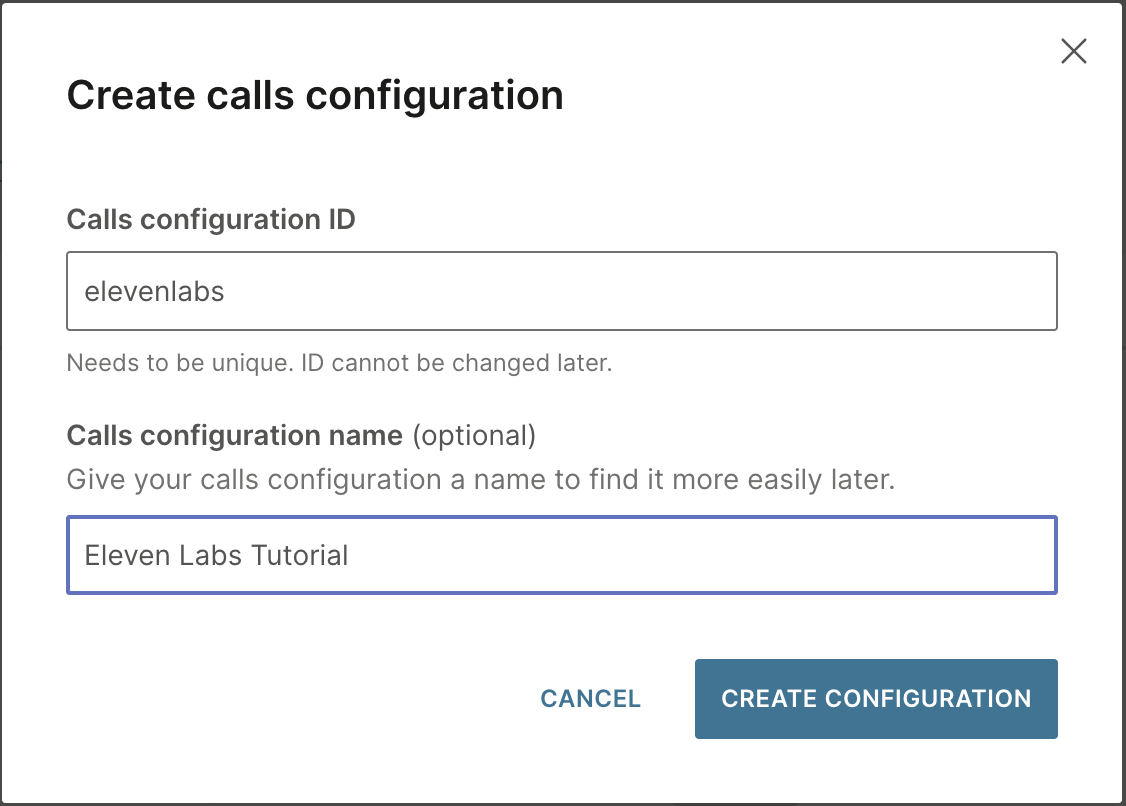 Create calls configuration
Calls configuration ID
elevenlabs
Needs to be unique. ID cannot be changed later.
Calls configuration name (optional)
Give your calls configuration a name to find it more easily later.
Eleven Labs Tutorial
CANCEL
CREATE CONFIGURATION